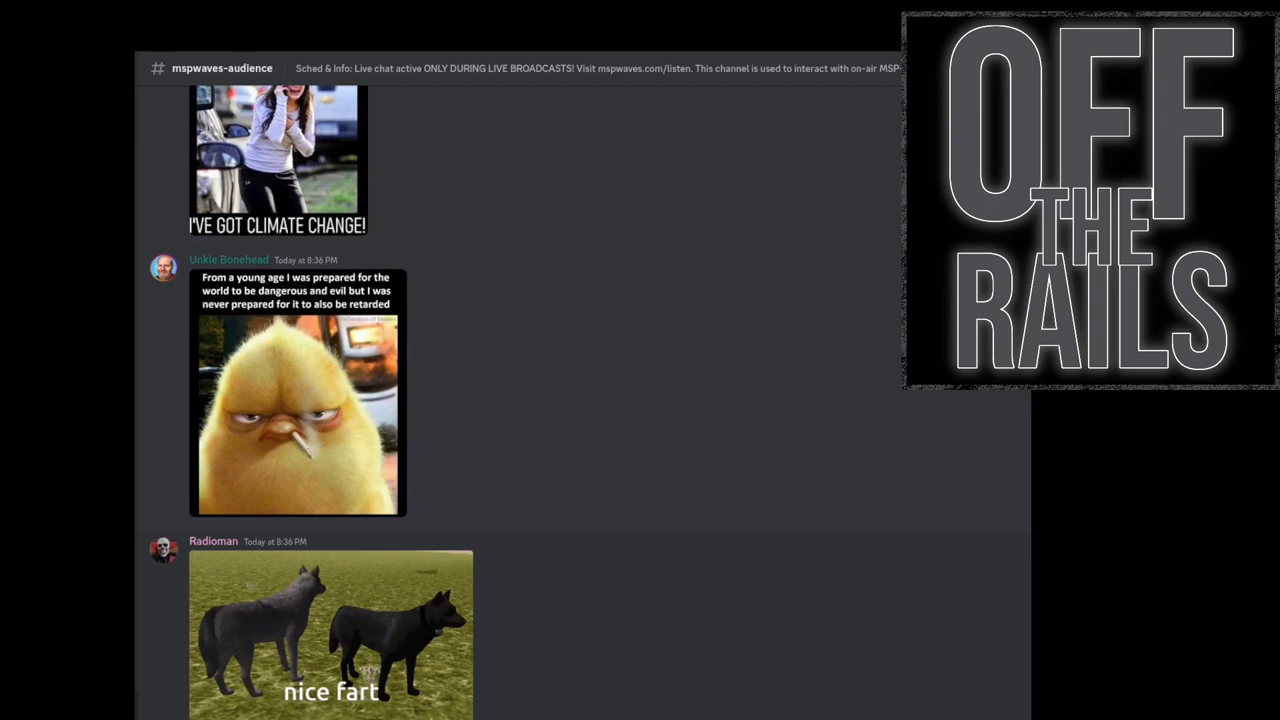 # mspwaves-audience
Sched & Info: Live chat active ONLY DURING LIVE BROADCASTS! Visit mspwaves.com/listen. This channel is used to interact with on-air MSP-
OFF
THE
RAILS
I'VE GOT CLIMATE CHANGE!
Unkle Bonehead Today at 8:36 PM
From a young age I was prepared for the
world to be dangerous and evil but I was
never prepared for it to also be retarded
Radioman Today at 8:36 PM
nice fart